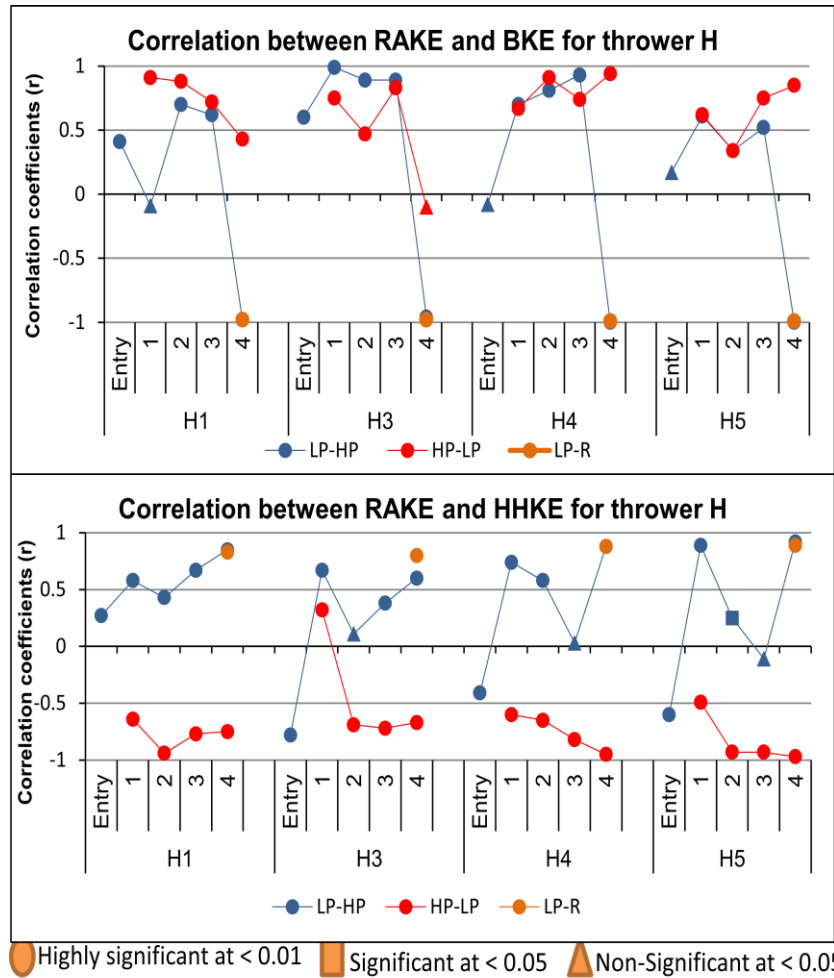 Correlation between RAKE and BKE for thrower H
Correlation coefficients (r)
1
0.5
0
-0.5
-1
Entry 1 2 3 4 Entry 1 2 3 4 Entry 1 2 3 4 Entry 1 2 3 4
H1 H3 H4 H5
LP-HP HP-LP LP-R
Correlation between RAKE and HHKE for thrower H
Correlation coefficients (r)
1
0.5
0
-0.5
-1
Entry 1 2 3 4 Entry 1 2 3 4 Entry 1 2 3 4 Entry 1 2 3 4
H1 H3 H4 H5
LP-HP HP-LP LP-R
Highly significant at < 0.01 Significant at < 0.05 Non-Significant at < 0.0